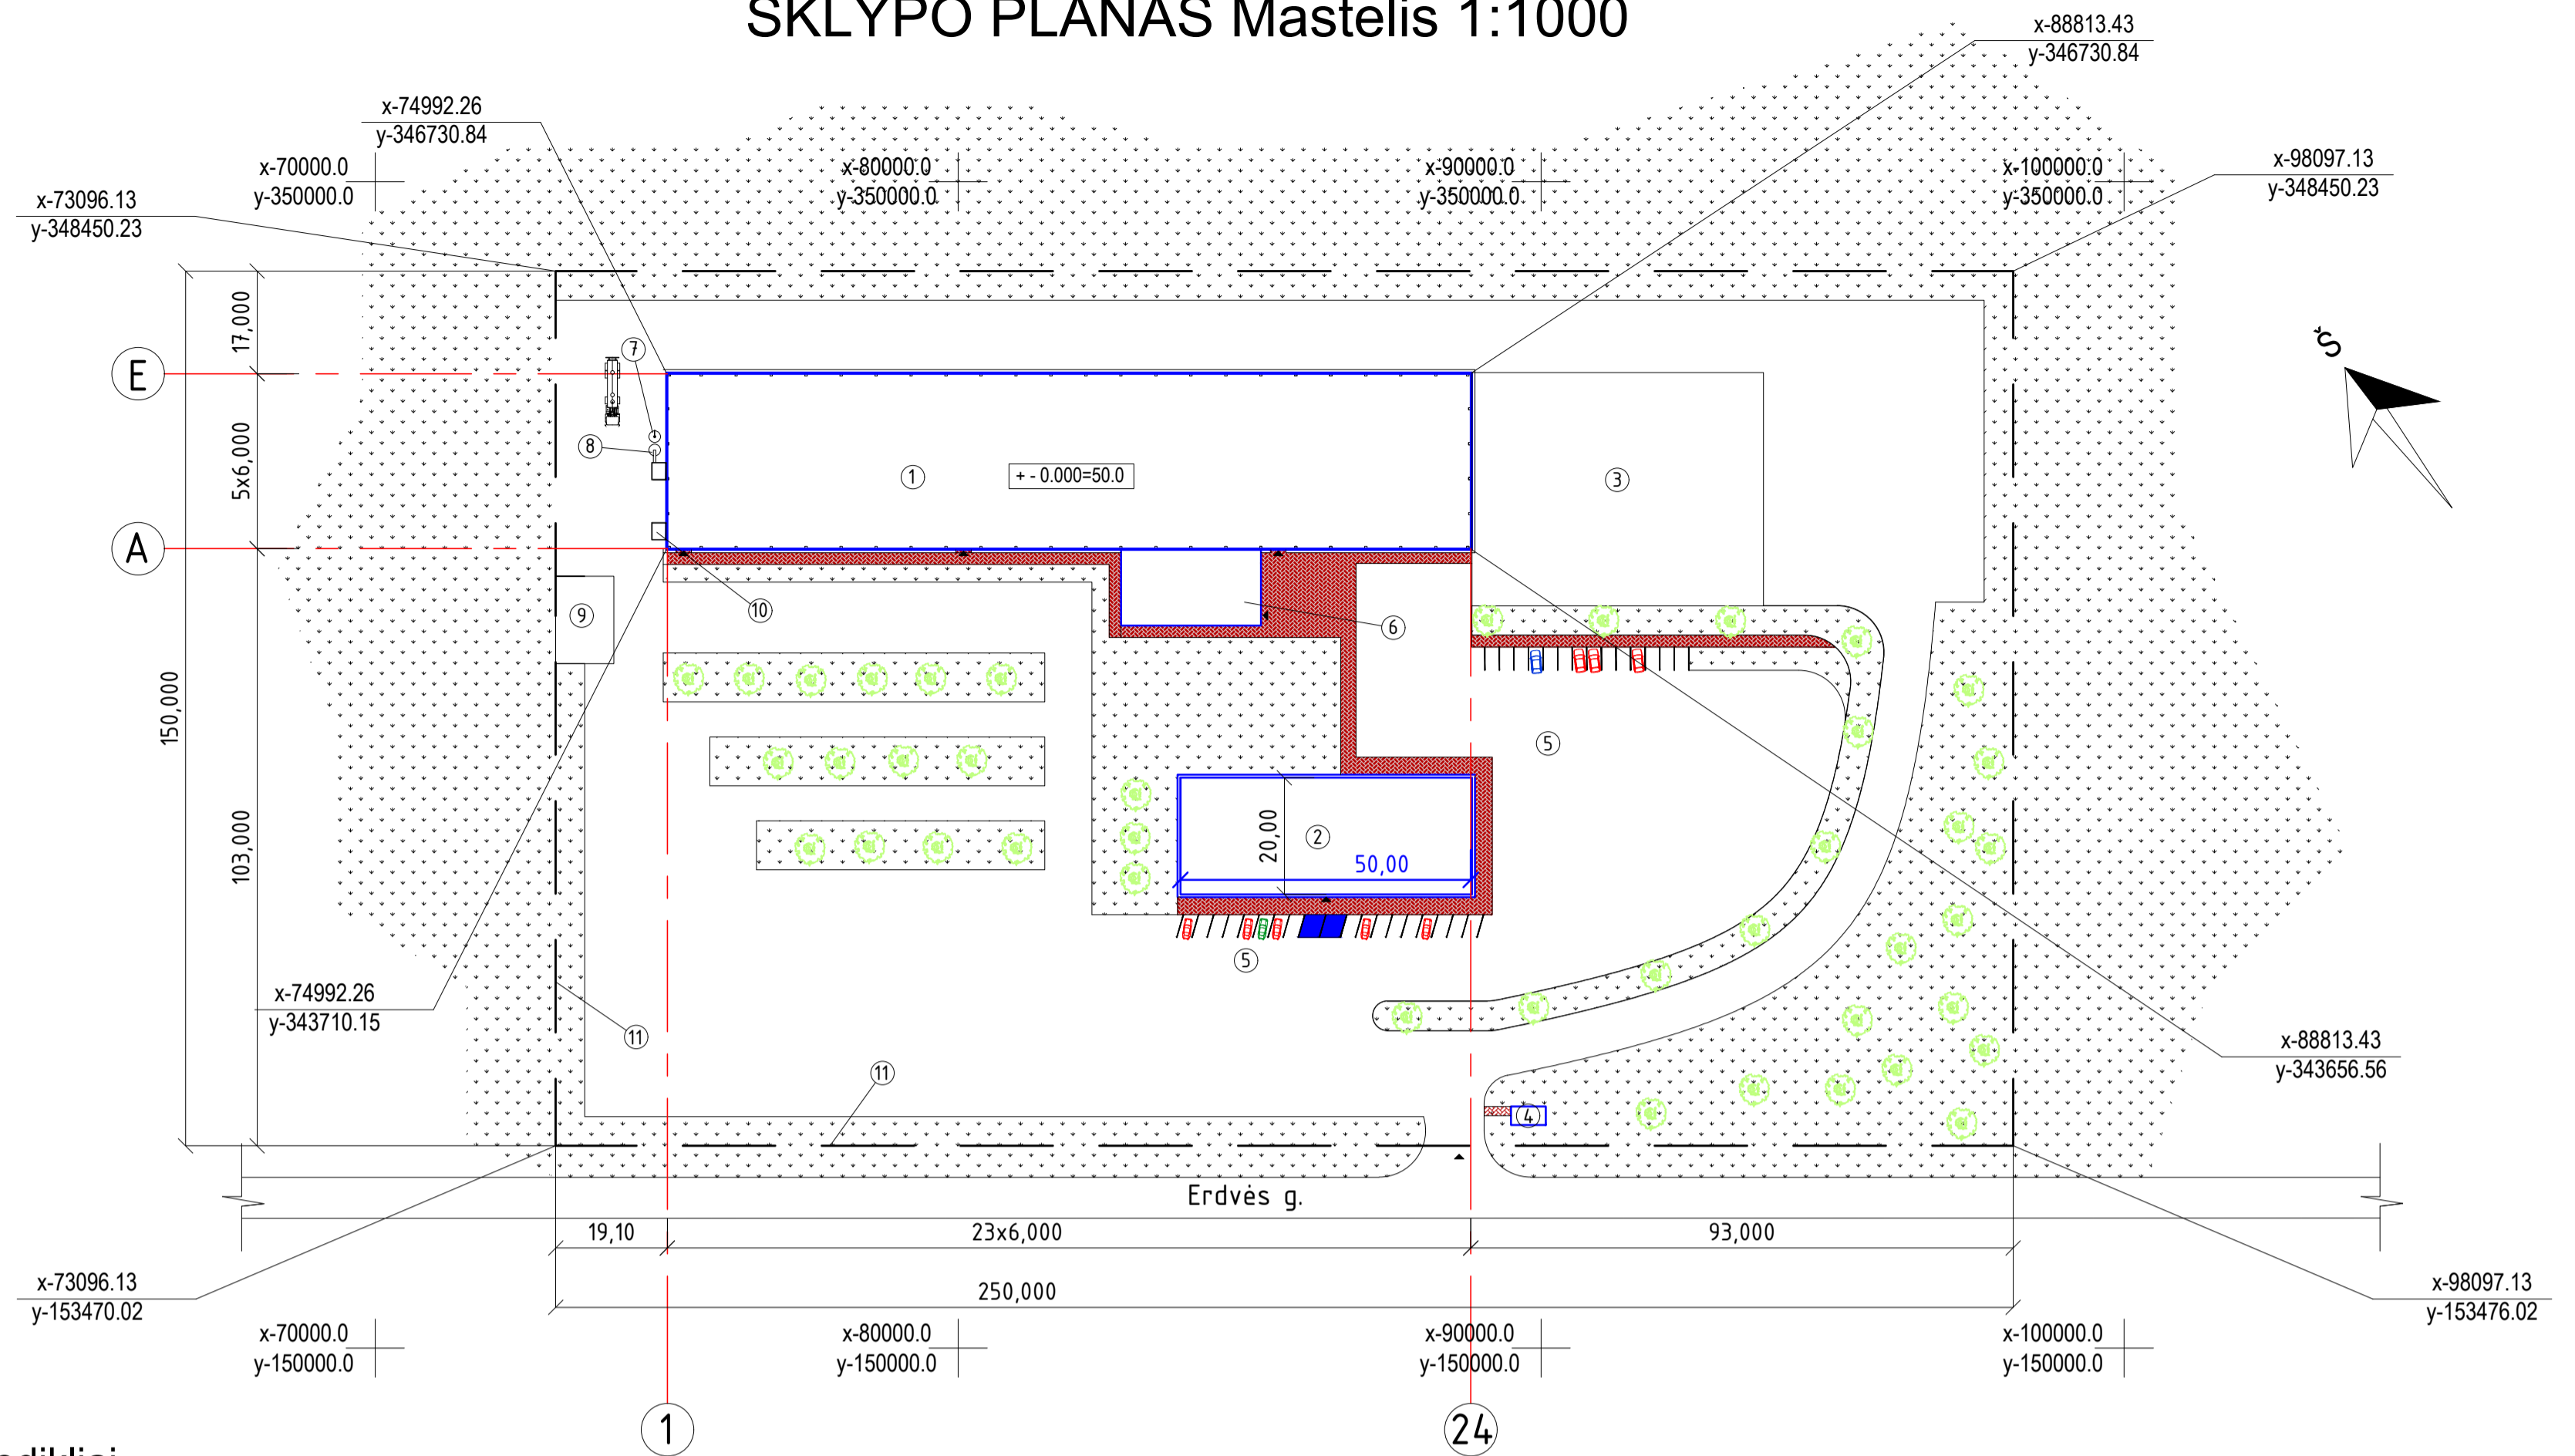 SKLYPO PLANAS Mastelis 1:1000
x-88813.43
y-346730.84
x-74992.26
y-346730.84
x-70000.0
y-350000.0
x-80000.0
y-350000.0
x-90000.0
y-350000.0
x-100000.0
y-350000.0
x-98097.13
y-348450.23
x-73096.13
y-348450.23
Š
17,000
E
7
8
5x6,000
1
+ - 0.000=50.0
3
A
9
10
6
150,000
5
103,000
20,00
2
50,00
5
x-74992.26
y-343710.15
11
11
x-88813.43
y-343656.56
4
Erdvės g.
19,10
23x6,000
93,000
250,000
x-73096.13
y-153470.02
x-98097.13
y-153476.02
x-70000.0
y-150000.0
x-80000.0
y-150000.0
x-90000.0
y-150000.0
x-100000.0
y-150000.0
1
24